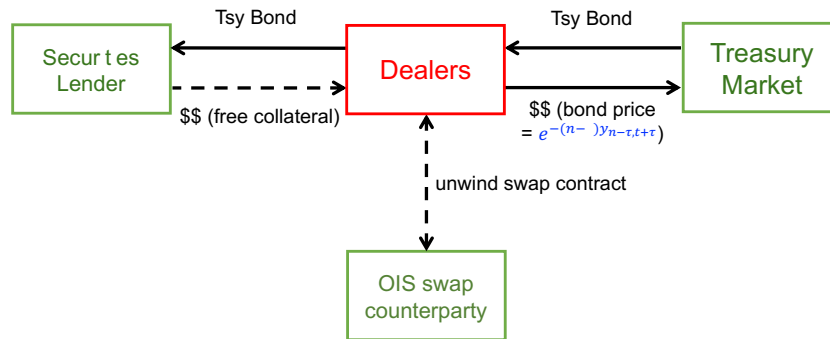 Tsy Bond
Tsy Bond
Secur t es
Lender
Dealers
Treasury
Market
$$ (free collateral)
$$ (bond price
= e^{−(n− )y_{n−τ,t+τ}})
unwind swap contract
OIS swap
counterparty